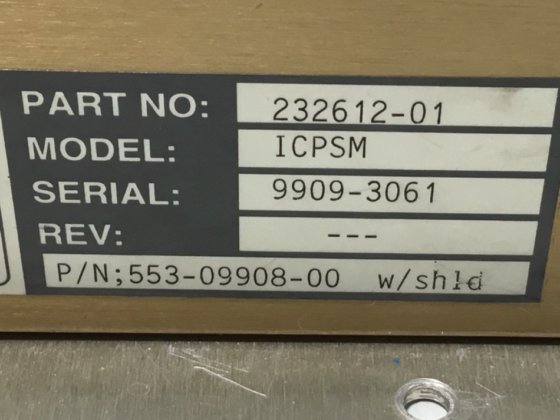 PART NO: 232612-01
MODEL: ICPSM
SERIAL: 9909-3061
REV: ---
P/N;553-09908-00 w/shld